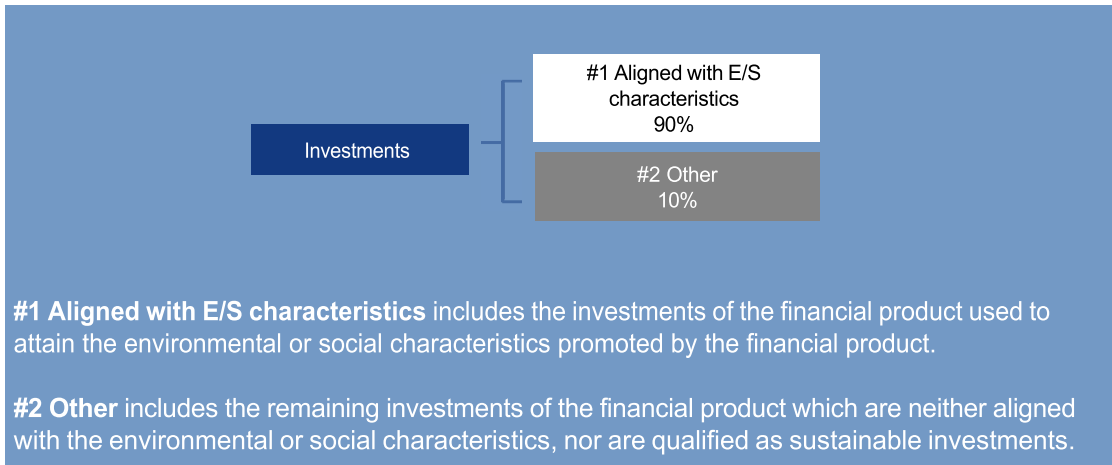 #1 Aligned with E/S
characteristics
90%
Investments
#2 Other
10%
#1 Aligned with E/S characteristics includes the investments of the financial product used to
attain the environmental or social characteristics promoted by the financial product.
#2 Other includes the remaining investments of the financial product which are neither aligned
with the environmental or social characteristics, nor are qualified as sustainable investments.